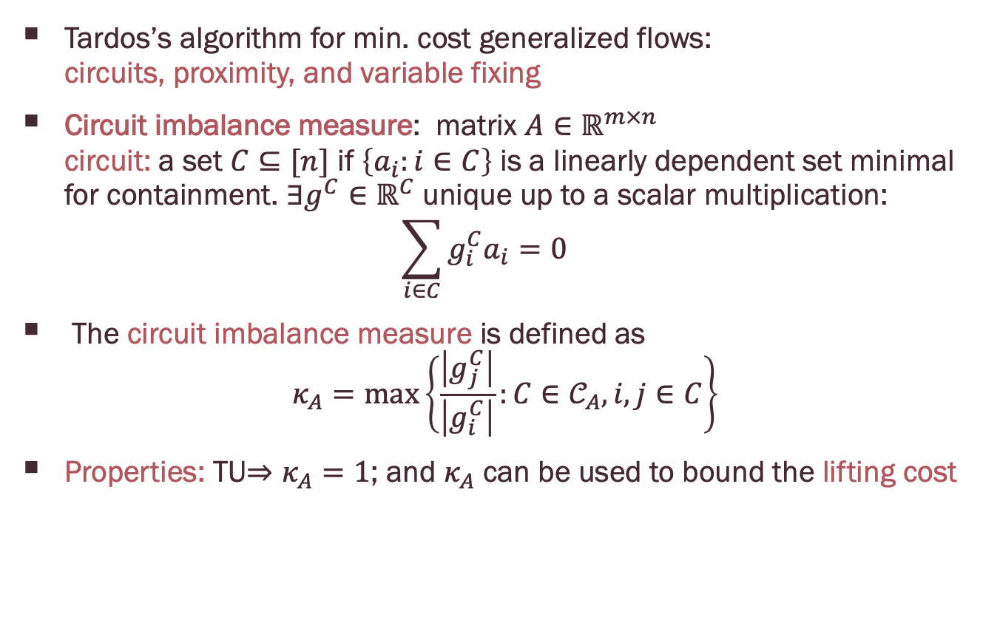 ▪ Tardos’s algorithm for min. cost generalized flows:
circuits, proximity, and variable fixing
▪ Circuit imbalance measure: matrix $A \in \mathbb{R}^{m \times n}$
circuit: a set $C \subseteq [n]$ if $\{a_i : i \in C\}$ is a linearly dependent set minimal
for containment. $\exists g^C \in \mathbb{R}^C$ unique up to a scalar multiplication:
$\sum_{i \in C} g_i^C a_i = 0$
▪ The circuit imbalance measure is defined as
$\kappa_A = \max \left\{ \frac{|g_j^C|}{|g_i^C|} : C \in \mathcal{C}_A, i, j \in C \right\}$
▪ Properties: TU⇒ $\kappa_A = 1$; and $\kappa_A$ can be used to bound the lifting cost